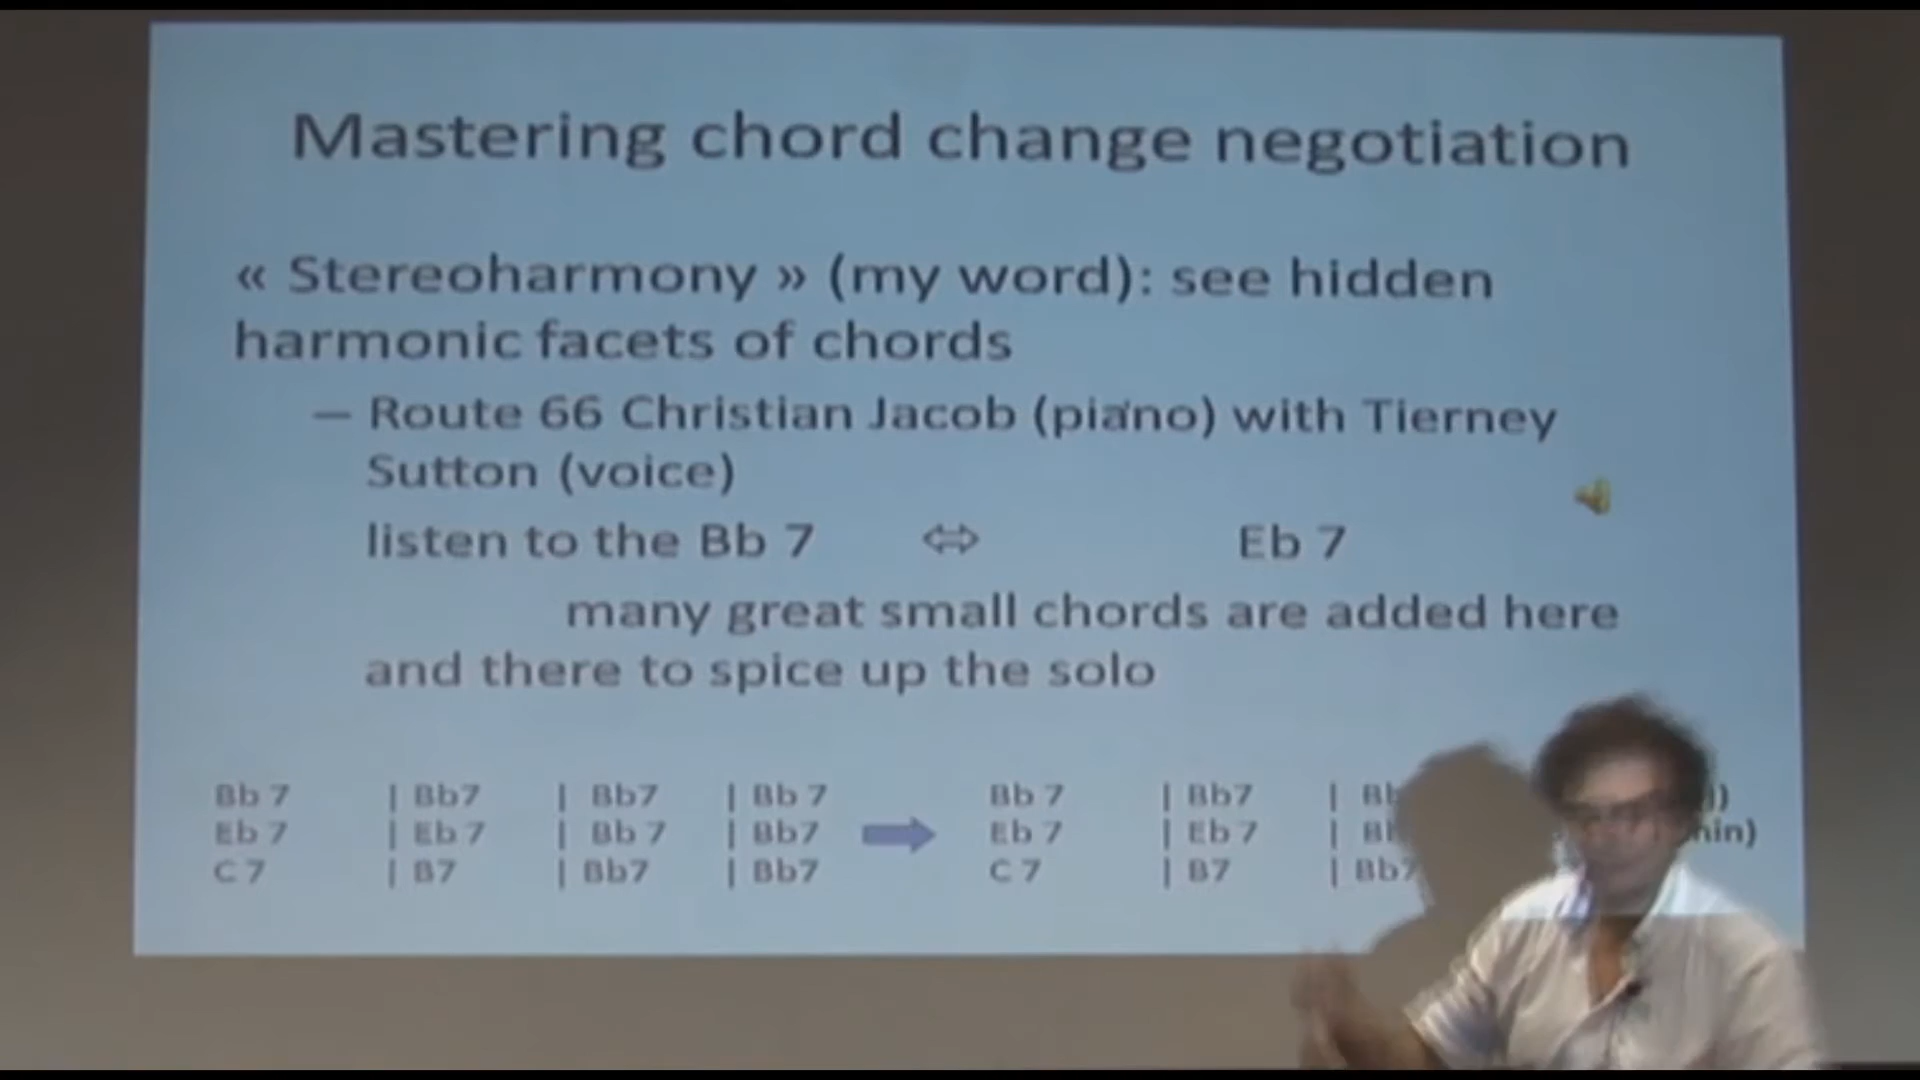 Mastering chord change negotiation
« Stereoharmony » (my word): see hidden
harmonic facets of chords
— Route 66 Christian Jacob (piano) with Tierney
Sutton (voice)
listen to the Bb 7 ⇔ Eb 7
many great small chords are added here
and there to spice up the solo
Bb 7 | Bb7 | Bb7 | Bb 7 Bb 7 | Bb7 |
Eb 7 | Eb 7 | Bb 7 | Bb7 Eb 7 | Eb 7 |
C 7 | B7 | Bb7 | Bb7 C 7 | B7 | Bb7